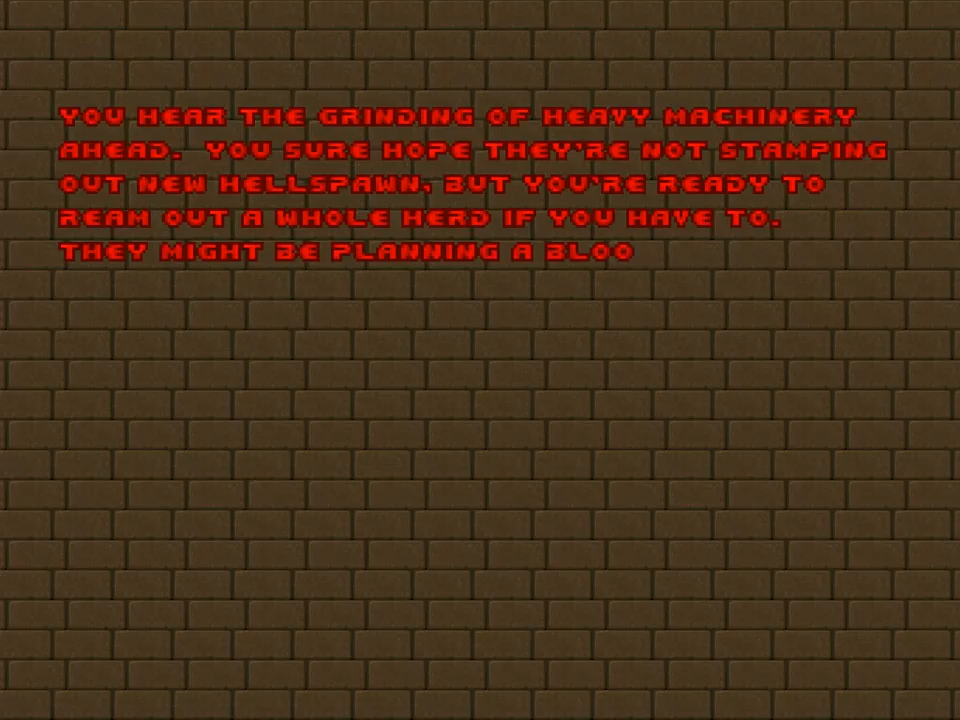 YOU HEAR THE GRINDING OF HEAVY MACHINERY
AHEAD.  YOU SURE HOPE THEY'RE NOT STAMPING
OUT NEW HELLSPAWN, BUT YOU'RE READY TO
REAM OUT A WHOLE HERD IF YOU HAVE TO.
THEY MIGHT BE PLANNING A BLOO